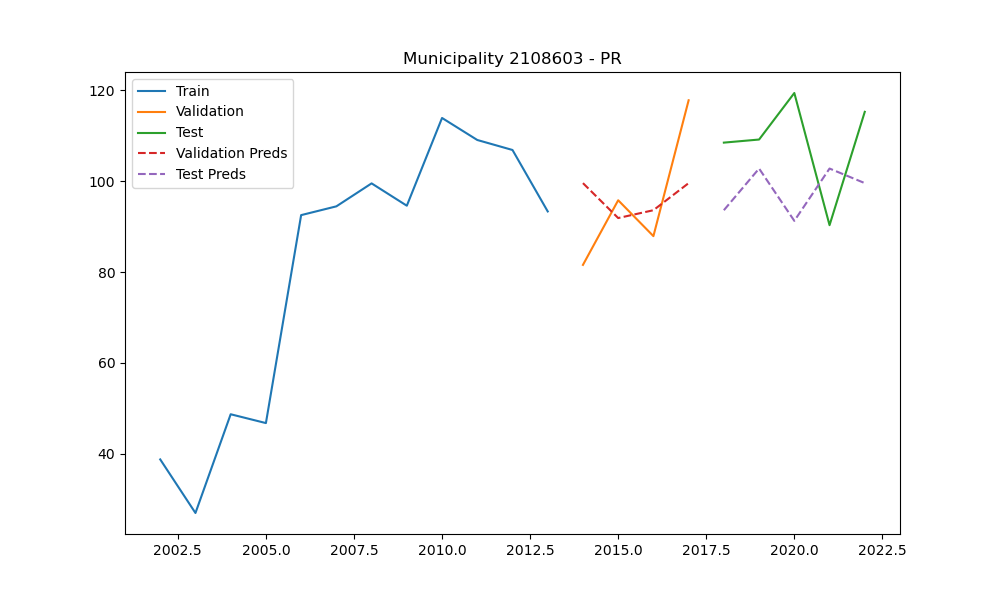 Municipality 2108603 - PR
Train
Validation
Test
Validation Preds
Test Preds
120
100
80
60
40
2002.5 2005.0 2007.5 2010.0 2012.5 2015.0 2017.5 2020.0 2022.5